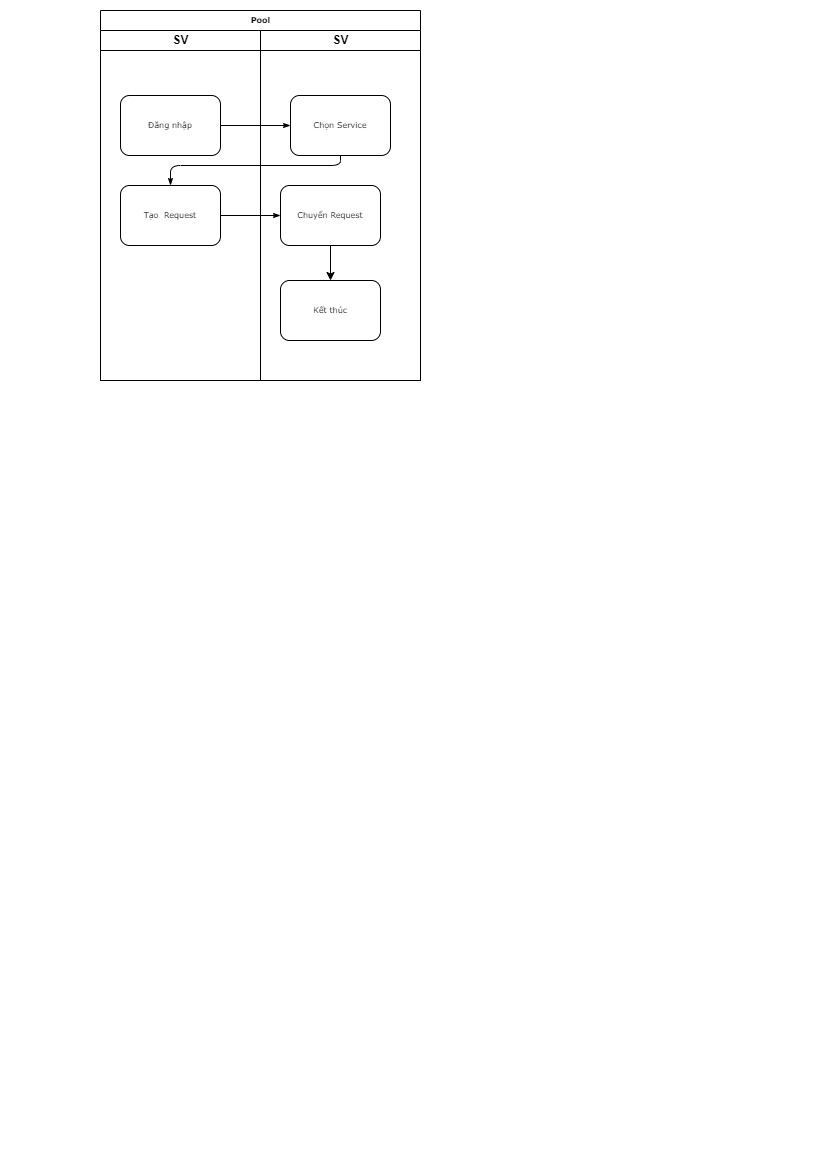 Pool
SV
SV
Đăng nhập
Chọn Service
Tạo  Request
Chuyển Request
Kết thúc